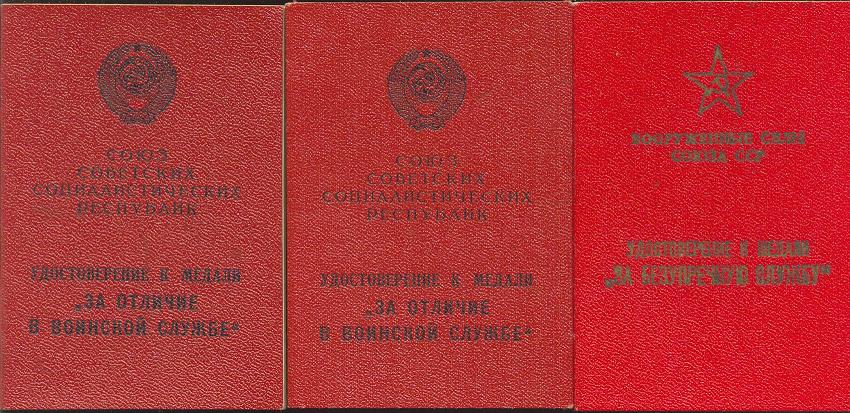 СОЮЗ
СОВЕТСКИХ
СОЦИАЛИСТИЧЕСКИХ
РЕСПУБЛИК
УДОСТОВЕРЕНИЕ К МЕДАЛИ
„ЗА ОТЛИЧИЕ
В ВОИНСКОЙ СЛУЖБЕ"
СОЮЗ
СОВЕТСКИХ
СОЦИАЛИСТИЧЕСКИХ
РЕСПУБЛИК
УДОСТОВЕРЕНИЕ К МЕДАЛИ
„ЗА ОТЛИЧИЕ
В ВОИНСКОЙ СЛУЖБЕ"
ВООРУЖЕННЫЕ СИЛЫ
СОЮЗА ССР
УДОСТОВЕРЕНИЕ К МЕДАЛИ
„ЗА БЕЗУПРЕЧНУЮ СЛУЖБУ"